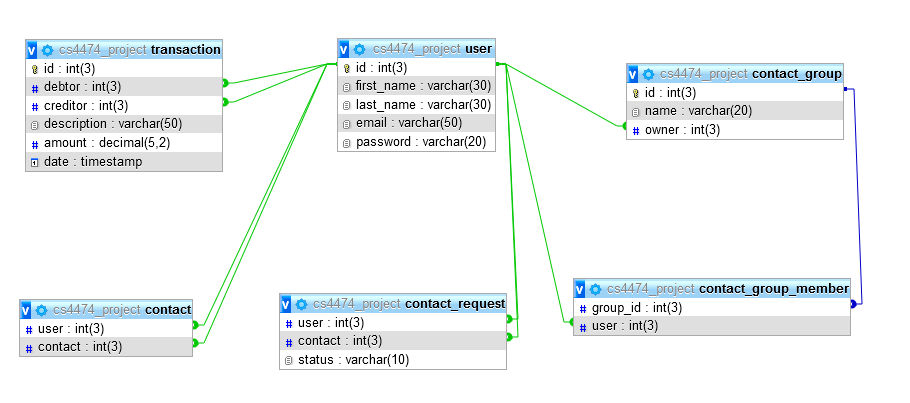 v cs4474_project transaction
id : int(3)
# debtor : int(3)
# creditor : int(3)
description : varchar(50)
# amount : decimal(5,2)
date : timestamp
v cs4474_project user
id : int(3)
first_name : varchar(30)
last_name : varchar(30)
email : varchar(50)
password : varchar(20)
v cs4474_project contact_group
id : int(3)
name : varchar(20)
# owner : int(3)
v cs4474_project contact
# user : int(3)
# contact : int(3)
v cs4474_project contact_request
# user : int(3)
# contact : int(3)
status : varchar(10)
v cs4474_project contact_group_member
# group_id : int(3)
# user : int(3)